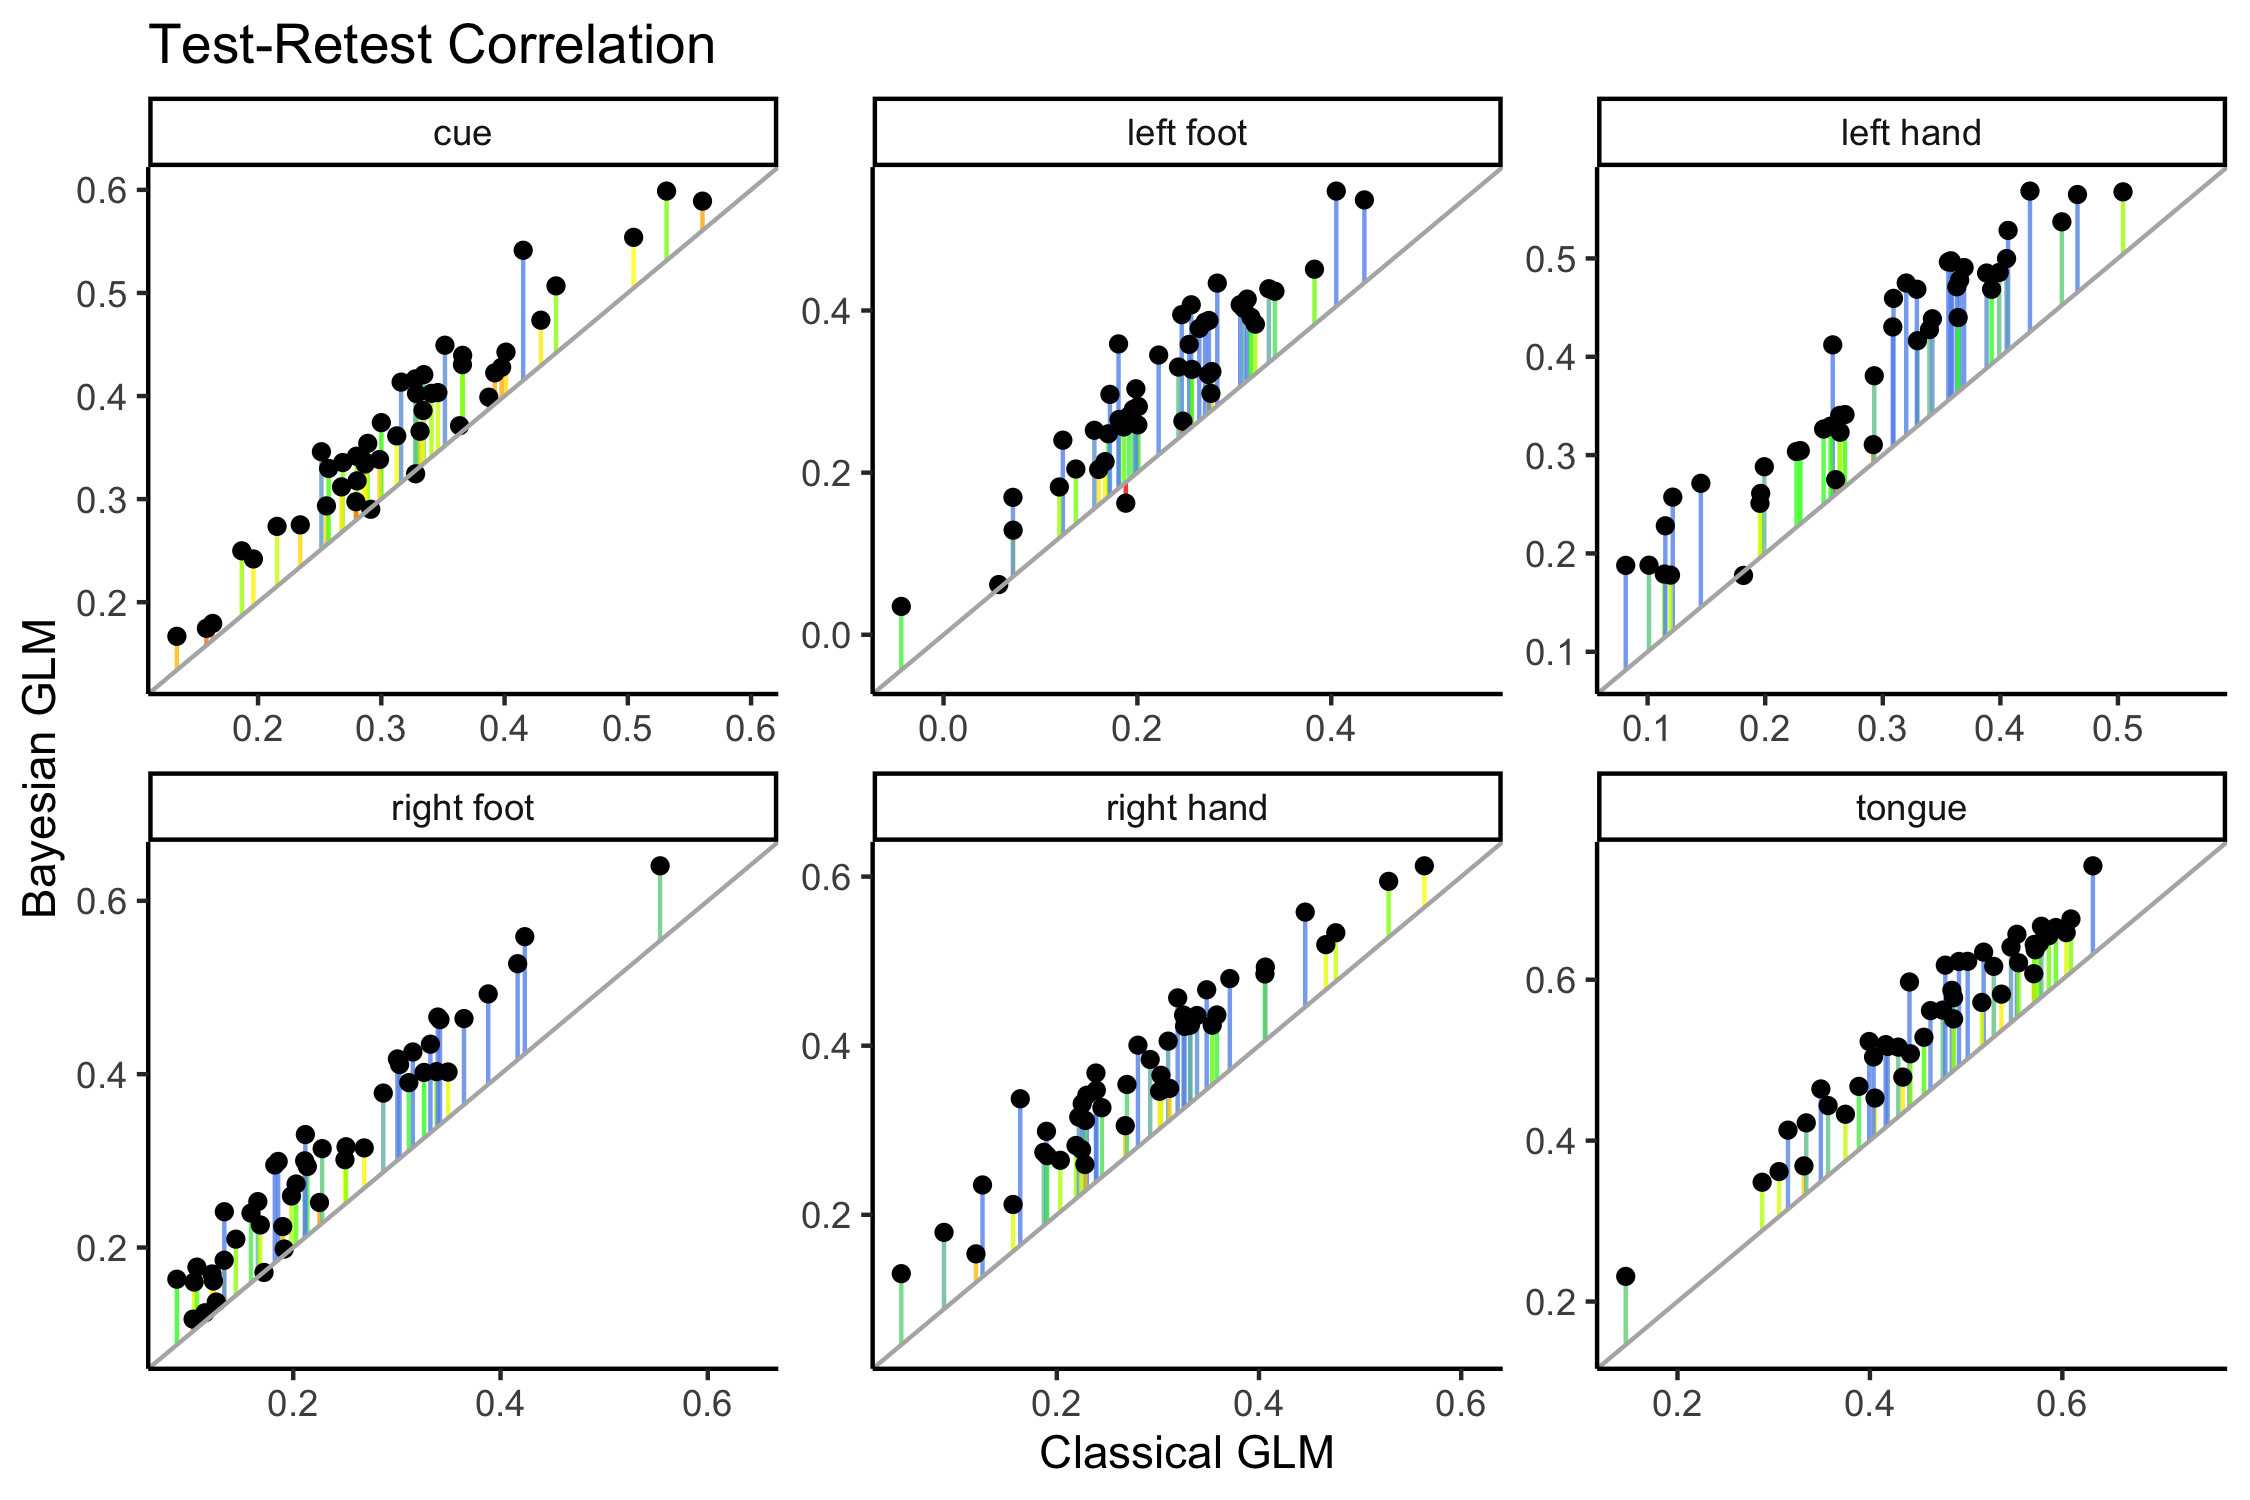 Test-Retest Correlation
cue
left foot
left hand
0.6
0.5
0.4
0.3
0.2
0.4
0.2
0.0
0.5
0.4
0.3
0.2
0.1
0.2 0.3 0.4 0.5 0.6
0.0 0.2 0.4
0.1 0.2 0.3 0.4 0.5
Bayesian GLM
right foot
right hand
tongue
0.6
0.4
0.2
0.6
0.4
0.2
0.6
0.4
0.2
0.2 0.4 0.6
0.2 0.4 0.6
0.2 0.4 0.6
Classical GLM